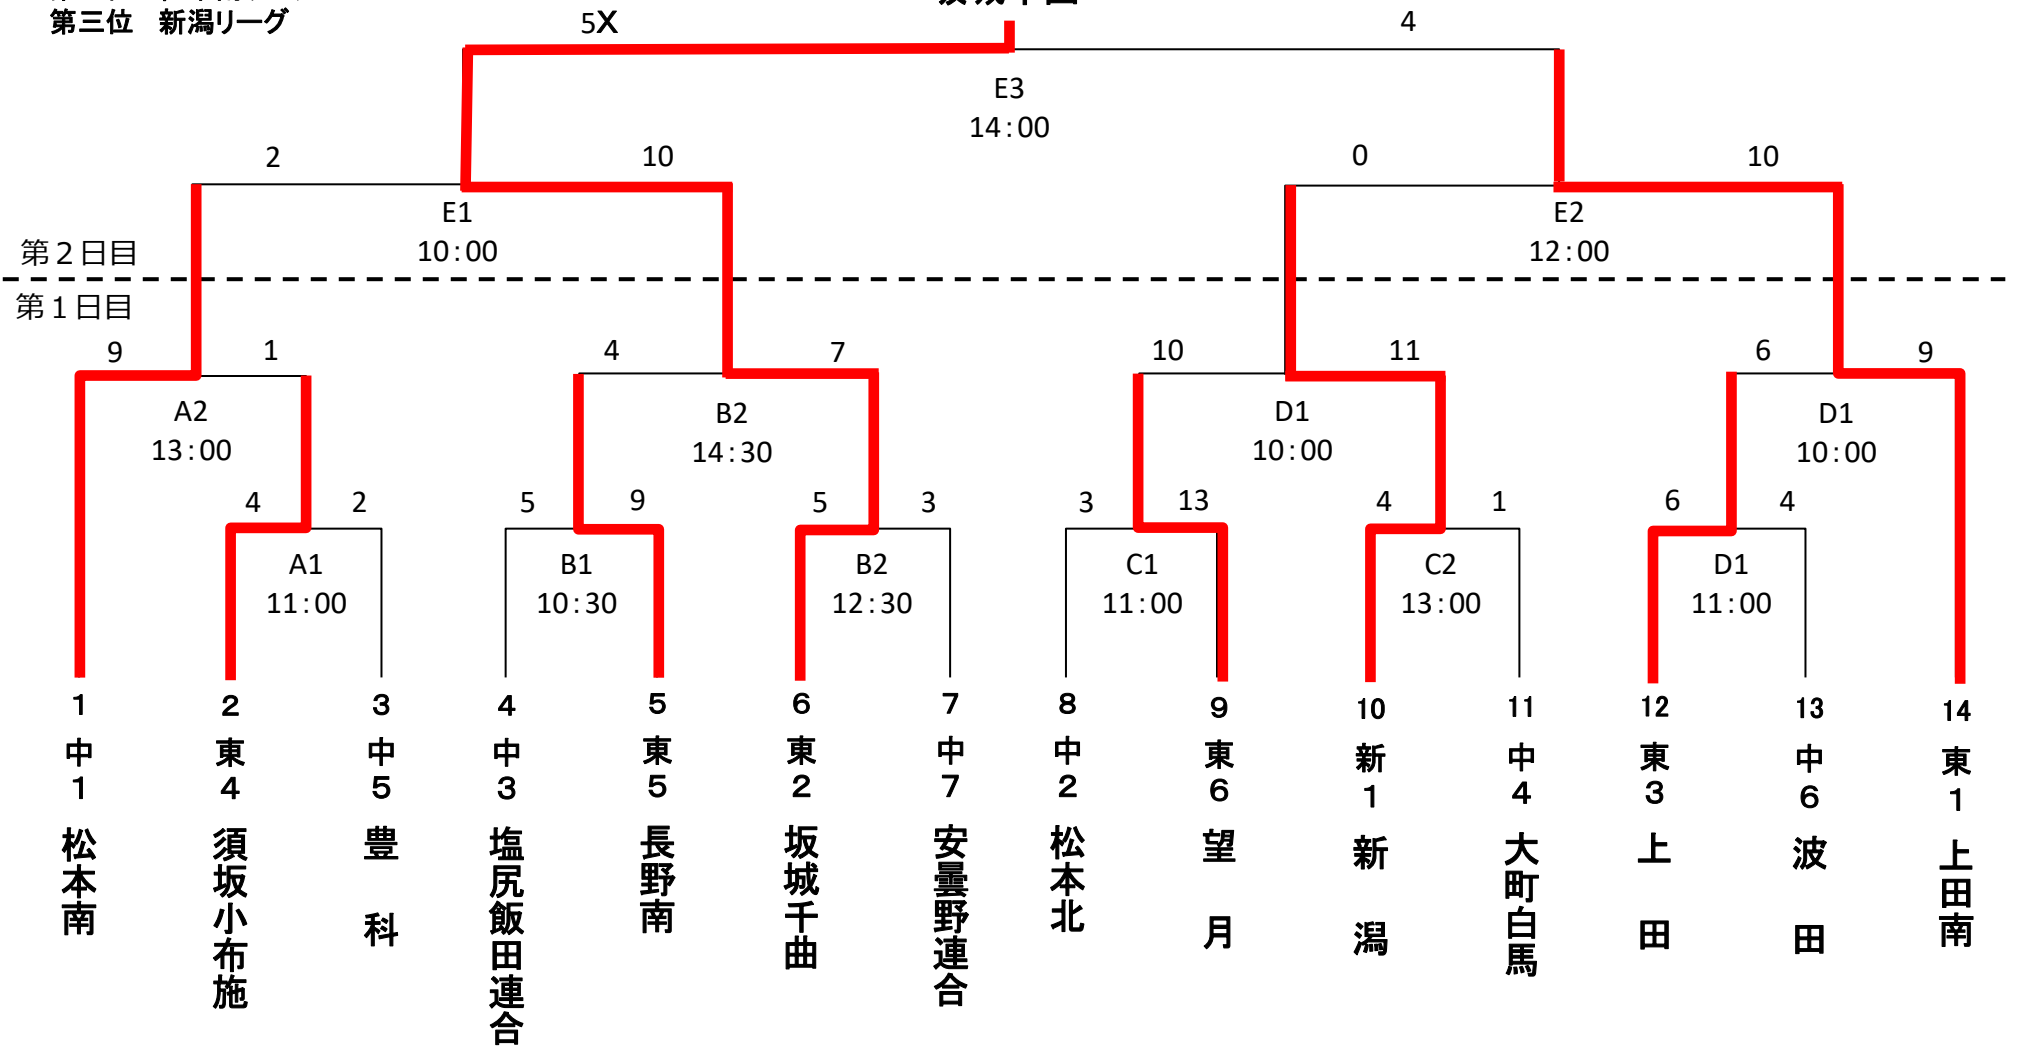 第三位 新潟リーグ
5X
4
E3
14:00
2
10
0
10
E1
10:00
E2
12:00
第2日目
第1日目
9
1
4
7
10
11
6
9
A2
13:00
B2
14:30
D1
10:00
D1
10:00
4
2
5
9
5
3
3
13
4
1
6
4
A1
11:00
B1
10:30
B2
12:30
C1
11:00
C2
13:00
D1
11:00
1 中1 松本南
2 東4 須坂小布施
3 中5 豊科
4 中3 塩尻飯田連合
5 東5 長野南
6 東2 坂城千曲
7 中7 安曇野連合
8 中2 松本北
9 東6 望月
10 新1 新潟
11 中4 大町白馬
12 東3 上田
13 中6 波田
14 東1 上田南